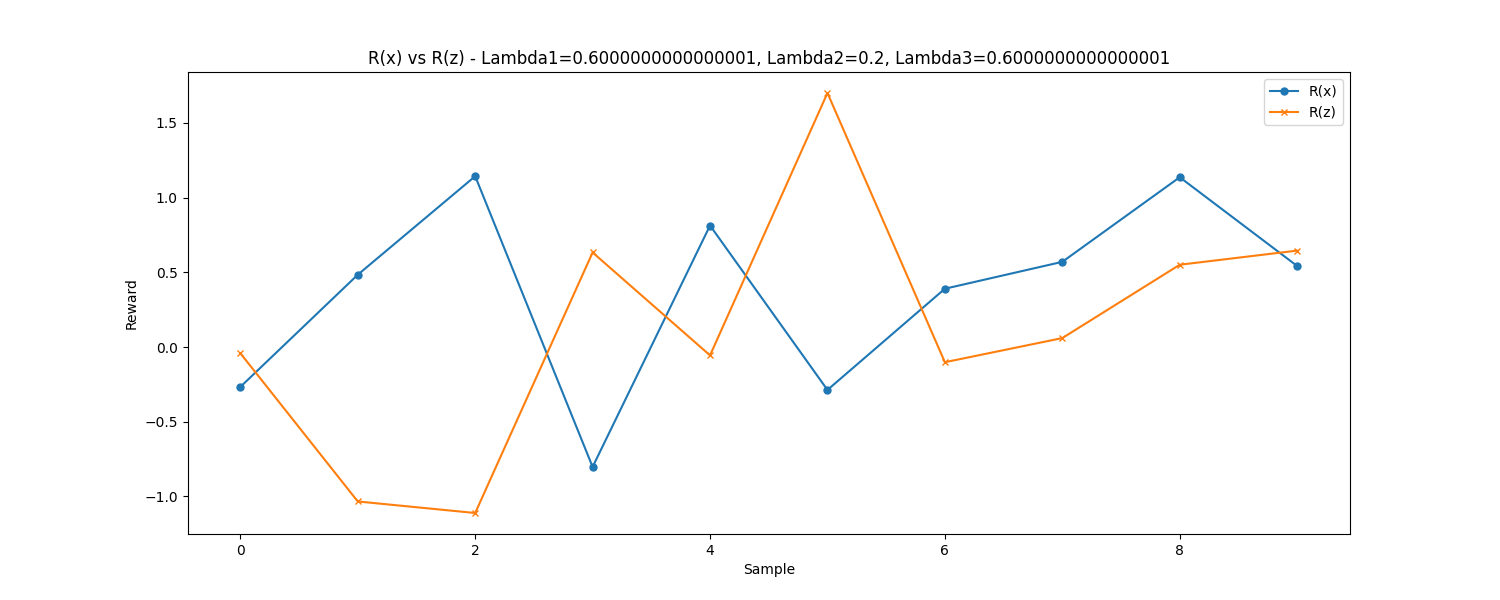 R(x) vs R(z) - Lambda1=0.6000000000000001, Lambda2=0.2, Lambda3=0.6000000000000001
R(x)
R(z)
1.5
1.0
0.5
0.0
−0.5
−1.0
Reward
0 2 4 6 8
Sample